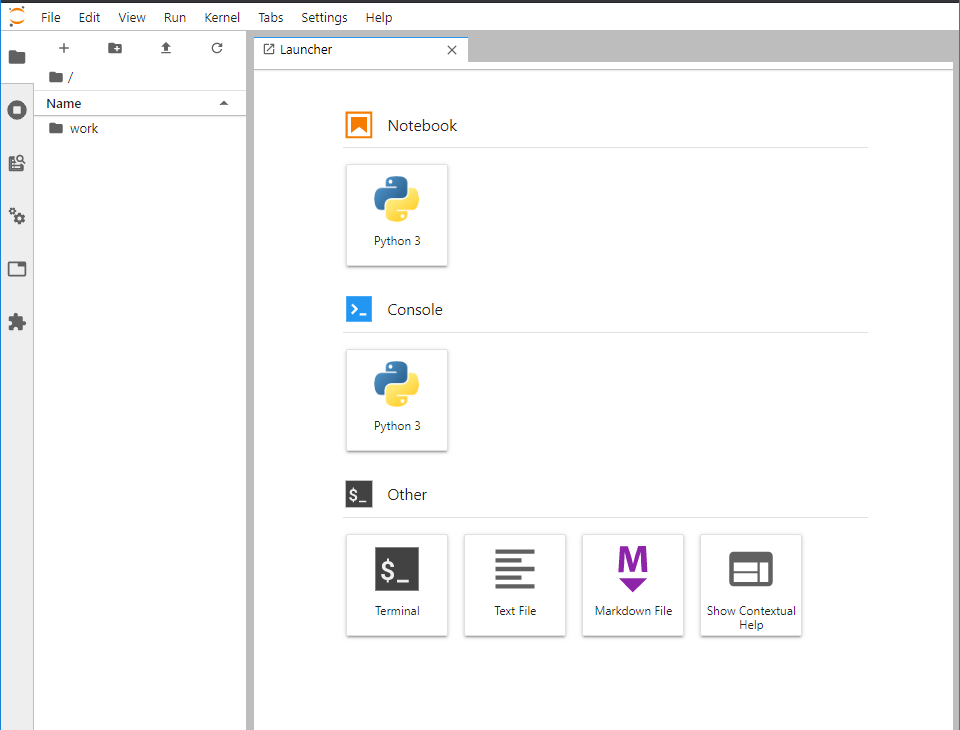 File Edit View Run Kernel Tabs Settings Help
Launcher
/
Name
work
Notebook
Python 3
Console
Python 3
$_ Other
$_
Terminal
Text File
M
Markdown File
Show Contextual
Help